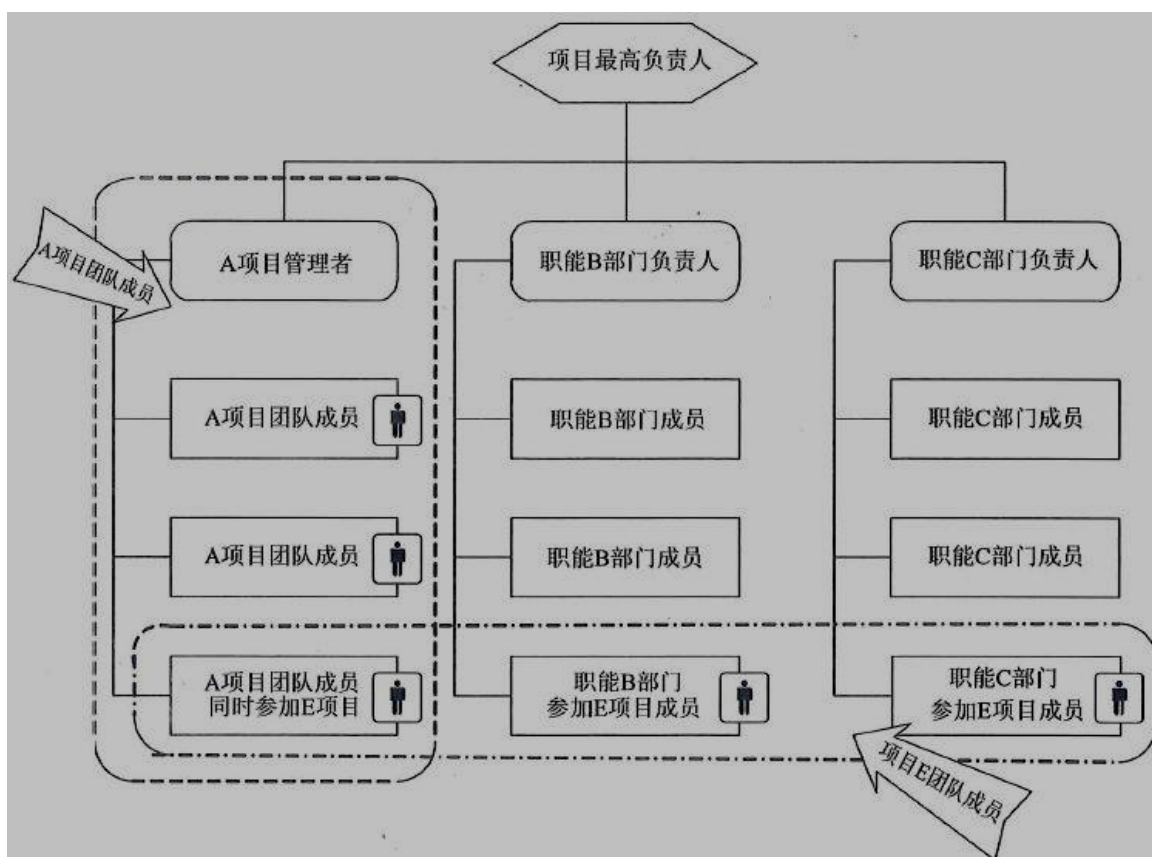 项目最高负责人
A项目团队成员
A项目管理者
职能B部门负责人
职能C部门负责人
A项目团队成员
职能B部门成员
职能C部门成员
A项目团队成员
职能B部门成员
职能C部门成员
A项目团队成员
同时参加E项目
职能B部门
参加E项目成员
职能C部门
参加E项目成员
项目E团队成员